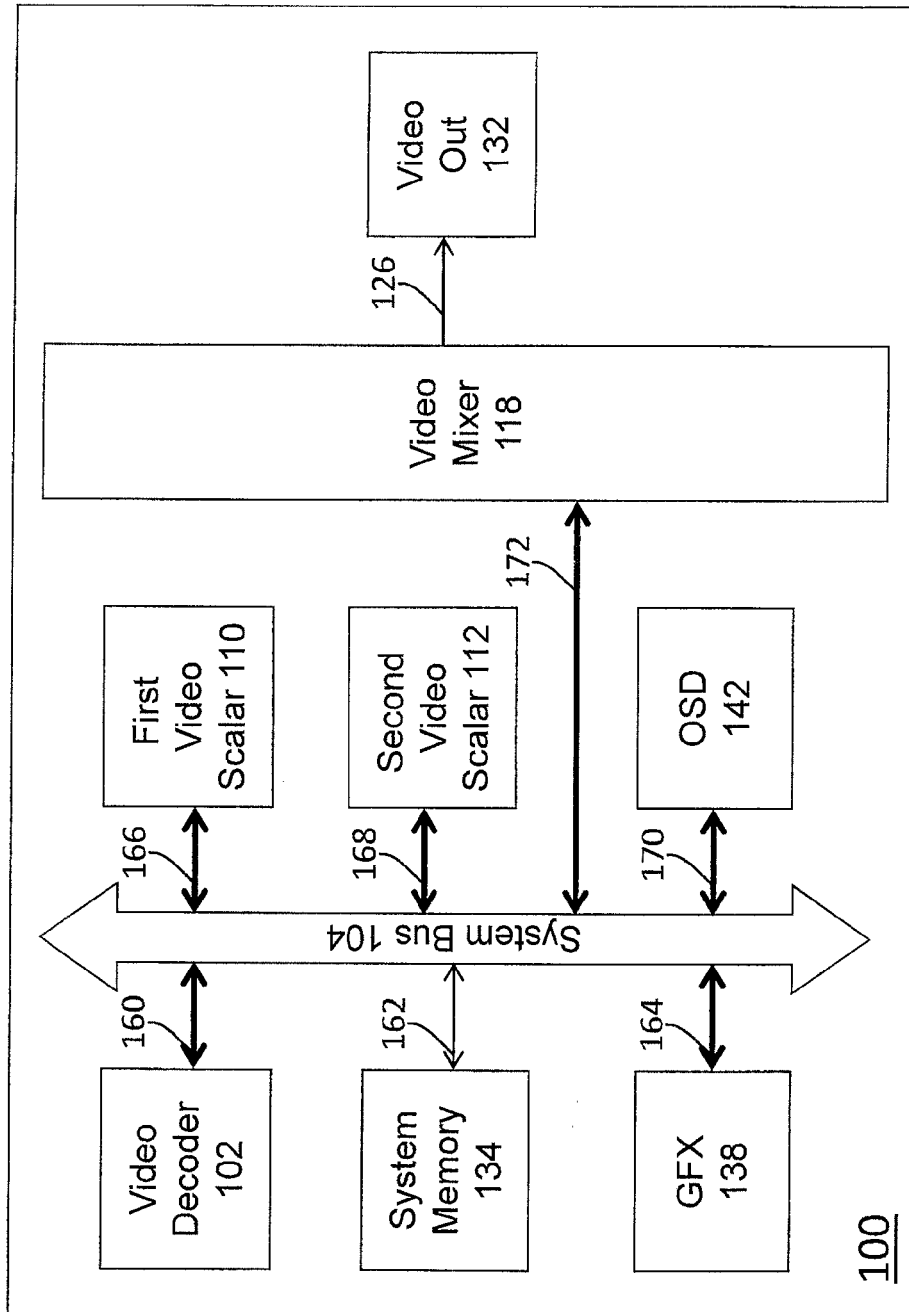 Video
Decoder
102
160
System
Memory
134
162
GFX
138
164
System Bus 104
First
Video
Scalar 110
166
Second
Video
Scalar 112
168
OSD
142
170
172
Video
Mixer
118
126
Video
Out
132
100